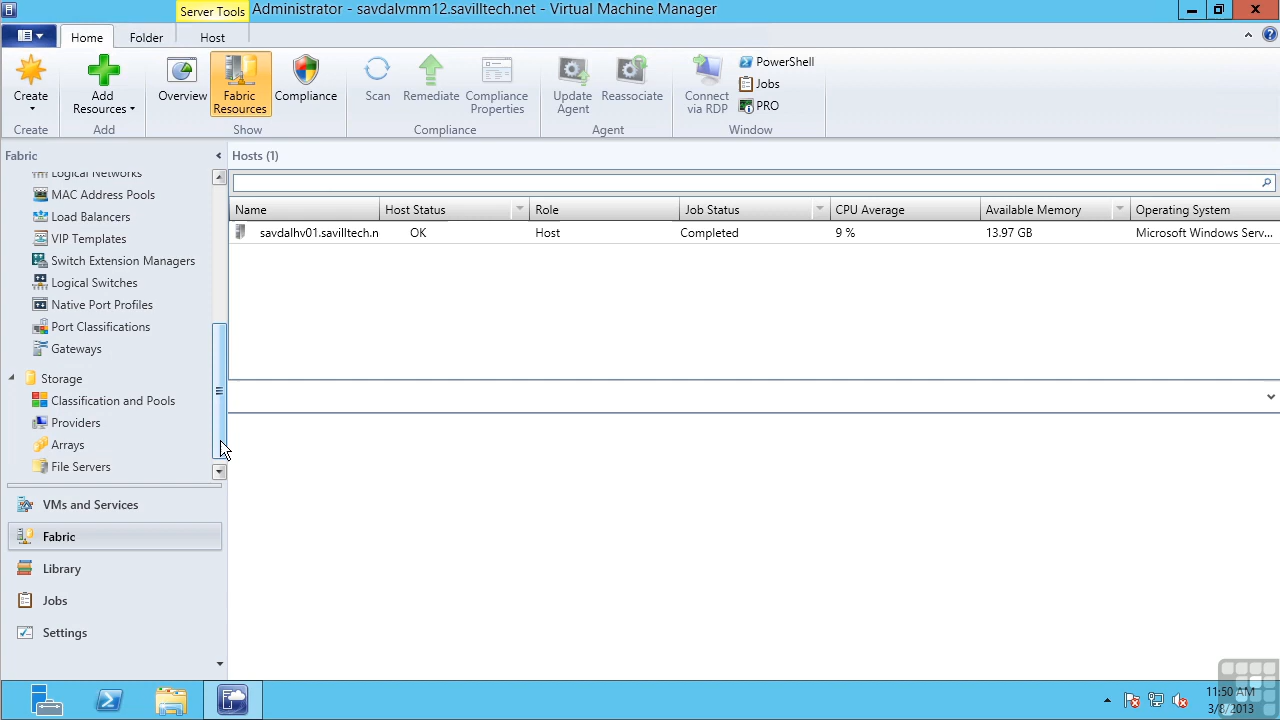 Server Tools
Administrator - savdalvmm12.savilltech.net - Virtual Machine Manager
Home
Folder
Host
Create
Add
Resources
Overview
Fabric
Resources
Compliance
Scan
Remediate
Compliance
Properties
Update
Agent
Reassociate
Connect
via RDP
PowerShell
Jobs
PRO
Create
Add
Show
Compliance
Agent
Window
Fabric
Hosts (1)
Logical Networks
MAC Address Pools
Load Balancers
VIP Templates
Switch Extension Managers
Logical Switches
Native Port Profiles
Port Classifications
Gateways
Storage
Classification and Pools
Providers
Arrays
File Servers
Name
Host Status
Role
Job Status
CPU Average
Available Memory
Operating System
savdalhv01.savilltech.n
OK
Host
Completed
9 %
13.97 GB
Microsoft Windows Serv...
VMs and Services
Fabric
Library
Jobs
Settings
11:50 AM
3/8/2013